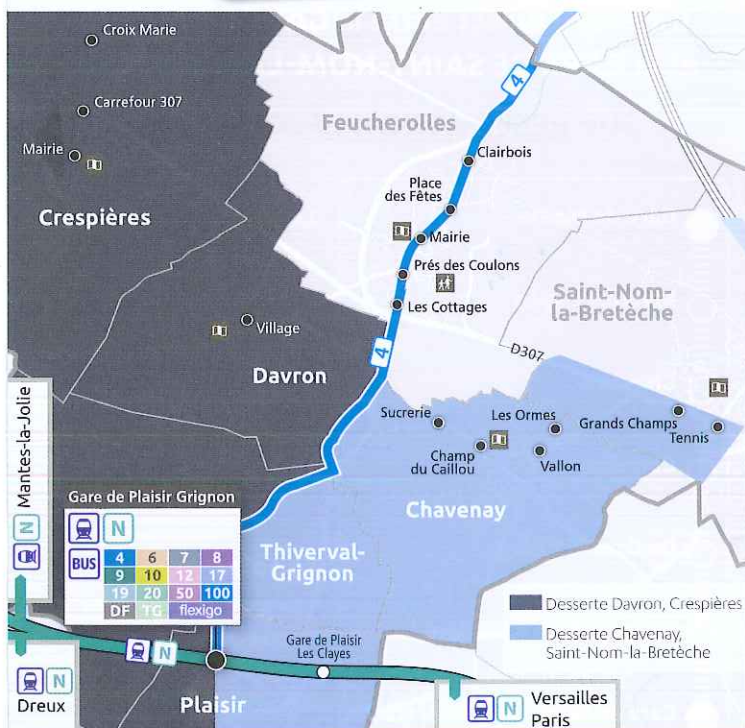 Croix Marie
Carrefour 307
Mairie
Crespières
Feucherolles
4
Clairbois
Place
des Fêtes
Mairie
Prés des Coulons
Les Cottages
Saint-Nom-
la-Bretèche
Village
Davron
4
D307
Sucrerie
Les Ormes
Grands Champs
Tennis
Champ
du Caillou
Vallon
Chavenay
Mantes-la-Jolie
N
Gare de Plaisir Grignon
N
BUS
4 6 7 8
9 10 12 17
19 20 50 100
DF TG flexigo
Thiverval-
Grignon
Desserte Davron, Crespières
Desserte Chavenay,
Saint-Nom-la-Bretèche
N
Gare de Plaisir
Les Clayes
N
Dreux
Plaisir
N
Versailles
Paris